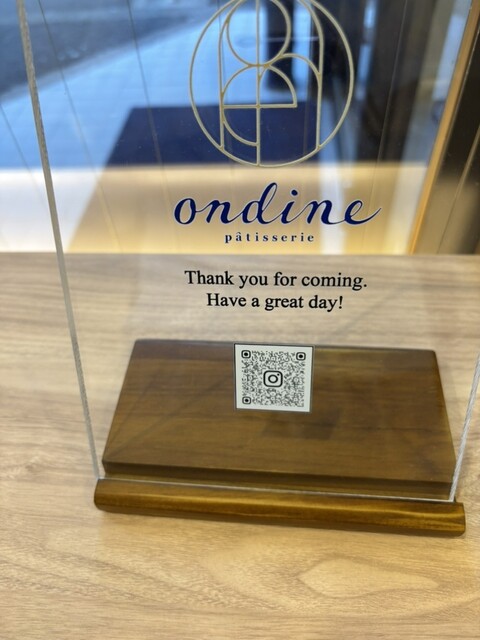 ondine
pâtisserie
Thank you for coming.
Have a great day!